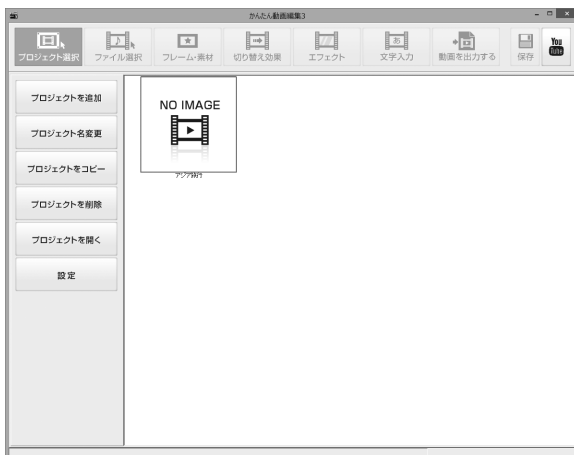 かんたん動画編集3
プロジェクト選択
ファイル選択
フレーム・素材
切り替え効果
エフェクト
文字入力
動画を出力する
保存
You
Tube
プロジェクトを追加
プロジェクト名変更
プロジェクトをコピー
プロジェクトを削除
プロジェクトを開く
設定
NO IMAGE
アジア旅行